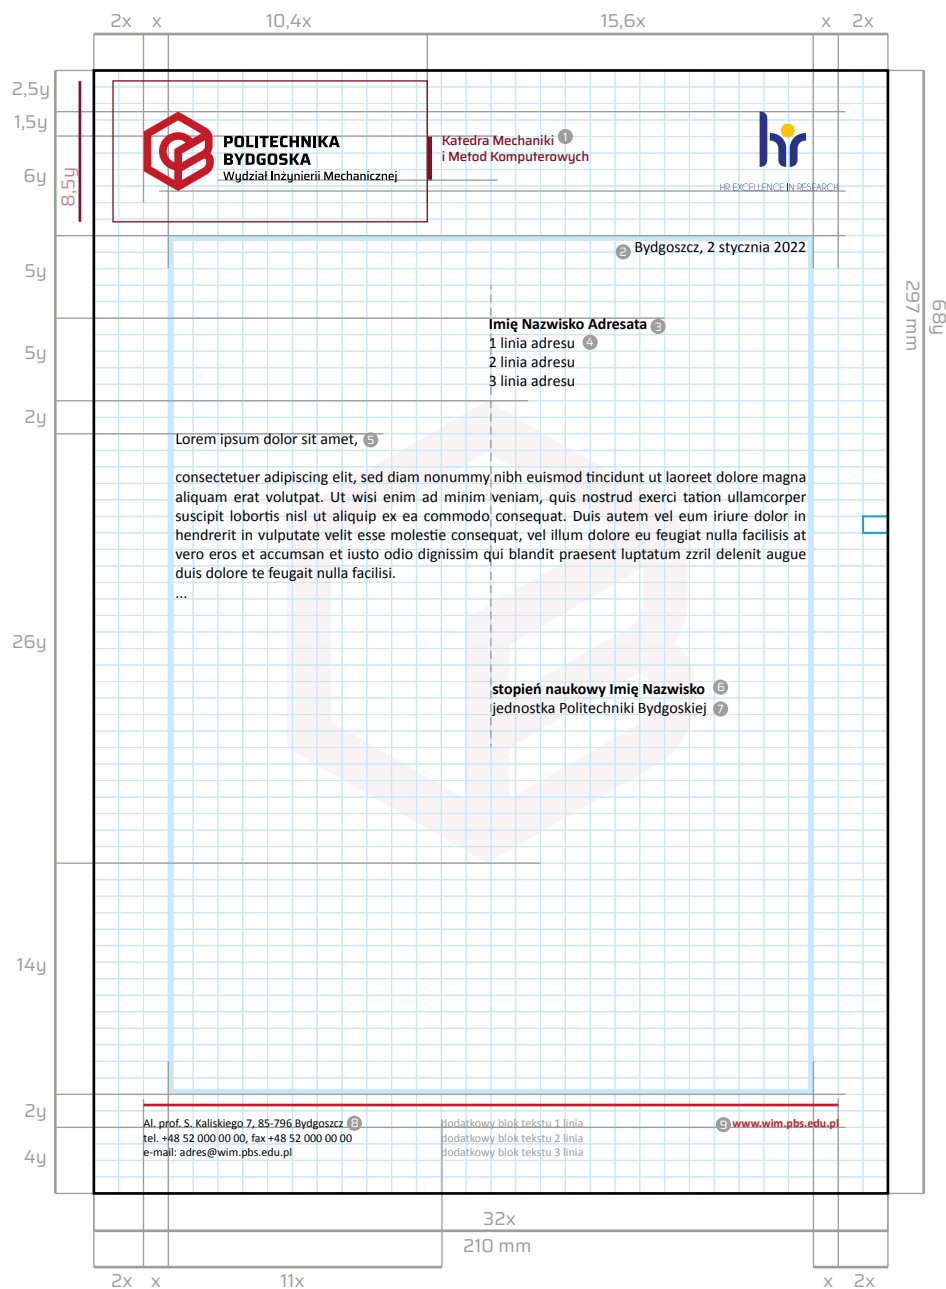 2x x 10,4x 15,6x x 2x
2,5y
1,5y
6y
8,5y
POLITECHNIKA
BYDGOSKA
Wydział Inżynierii Mechanicznej
Katedra Mechaniki 1
i Metod Komputerowych
hr
HR EXCELLENCE IN RESEARCH
5y
2 Bydgoszcz, 2 stycznia 2022
297 mm
68y
5y
Imię Nazwisko Adresata 3
1 linia adresu 4
2 linia adresu
3 linia adresu
2y
Lorem ipsum dolor sit amet, 5
consectetuer adipiscing elit, sed diam nonummy nibh euismod tincidunt ut laoreet dolore magna
aliquam erat volutpat. Ut wisi enim ad minim veniam, quis nostrud exerci tation ullamcorper
suscipit lobortis nisl ut aliquip ex ea commodo consequat. Duis autem vel eum iriure dolor in
hendrerit in vulputate velit esse molestie consequat, vel illum dolore eu feugiat nulla facilisis at
vero eros et accumsan et iusto odio dignissim qui blandit praesent luptatum zzril delenit augue
duis dolore te feugait nulla facilisi.
...
26y
stopień naukowy Imię Nazwisko 6
jednostka Politechniki Bydgoskiej 7
14y
2y
4y
Al. prof. S. Kaliskiego 7, 85-796 Bydgoszcz 8
tel. +48 52 000 00 00, fax +48 52 000 00 00
e-mail: adres@wim.pbs.edu.pl
dodatkowy blok tekstu 1 linia
dodatkowy blok tekstu 2 linia
dodatkowy blok tekstu 3 linia
9 www.wim.pbs.edu.pl
32x
210 mm
2x x 11x x 2x